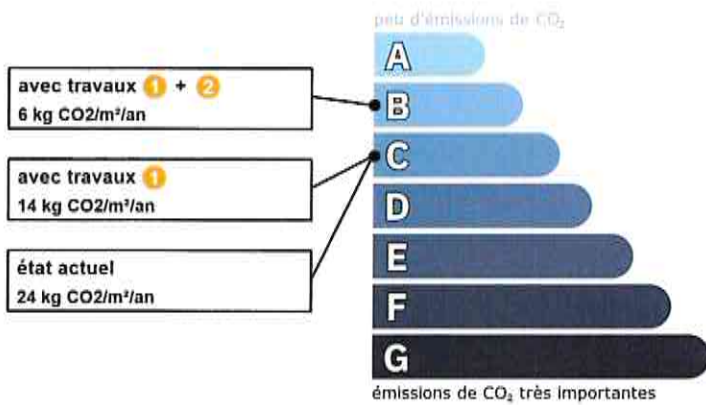 peu d'émissions de CO₂
A
avec travaux 1 + 2
6 kg CO2/m²/an
B
avec travaux 1
14 kg CO2/m²/an
C
D
état actuel
24 kg CO2/m²/an
E
F
G
émissions de CO₂ très importantes